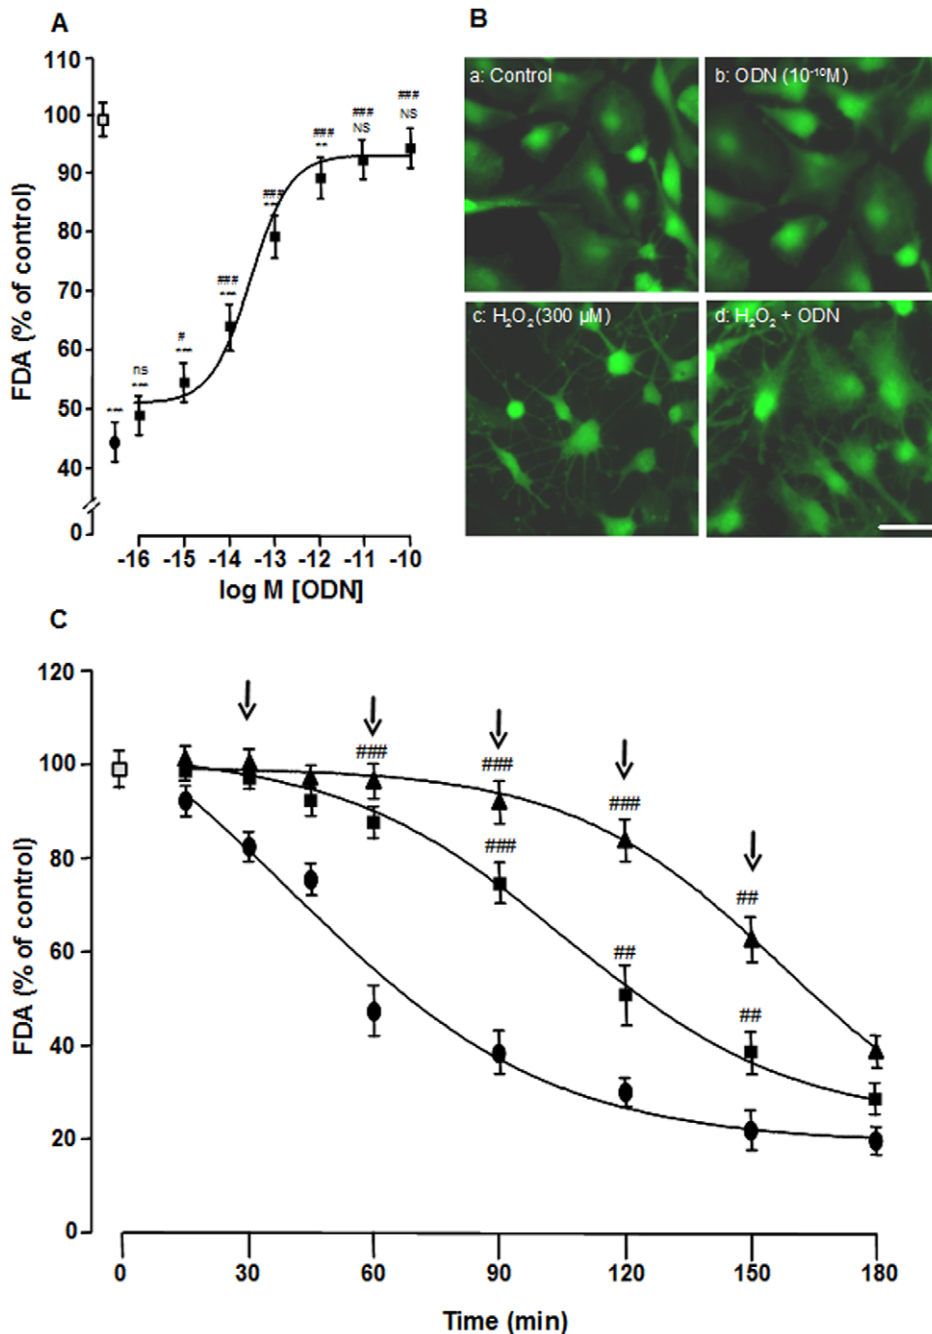 A
B
FDA (% of control)
110
100
90
80
70
60
50
40
0
***
ns
***
#
***
###
***
###
***
###
**
###
NS
###
NS
-16 -15 -14 -13 -12 -11 -10
log M [ODN]
a: Control
b: ODN (10⁻¹⁰M)
c: H₂O₂(300 µM)
d: H₂O₂ + ODN
C
FDA (% of control)
120
100
80
60
40
20
0
###
###
###
###
##
##
##
0 30 60 90 120 150 180
Time (min)